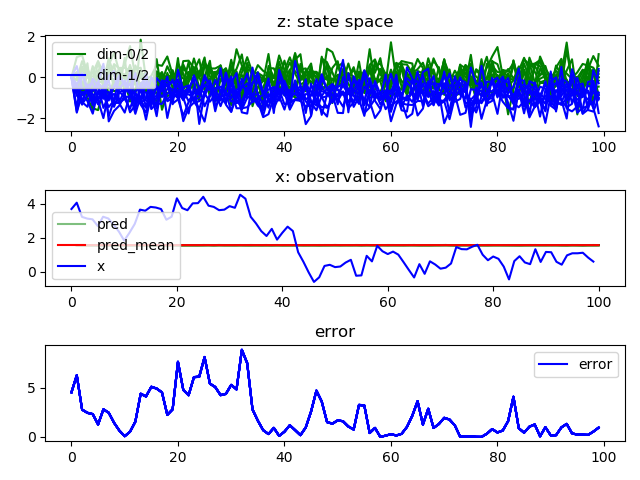 z: state space
2
0
−2
dim-0/2
dim-1/2
0 20 40 60 80 100
x: observation
4
2
0
pred
pred_mean
x
0 20 40 60 80 100
error
5
0
error
0 20 40 60 80 100